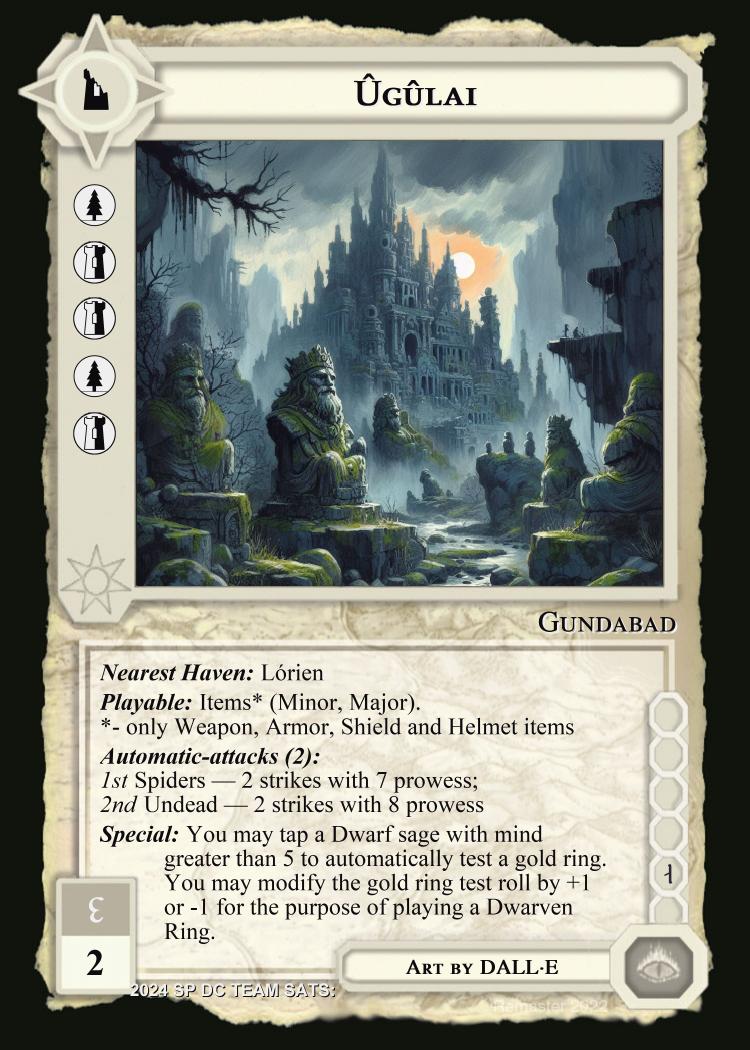 Ûgûlai
Gundabad
Nearest Haven: Lórien
Playable: Items* (Minor, Major).
*- only Weapon, Armor, Shield and Helmet items
Automatic-attacks (2):
1st Spiders — 2 strikes with 7 prowess;
2nd Undead — 2 strikes with 8 prowess
Special: You may tap a Dwarf sage with mind
greater than 5 to automatically test a gold ring.
You may modify the gold ring test roll by +1
or -1 for the purpose of playing a Dwarven
Ring.
2
Art by DALL·E
2024 SP DC TEAM SATS:
Remaster 2022